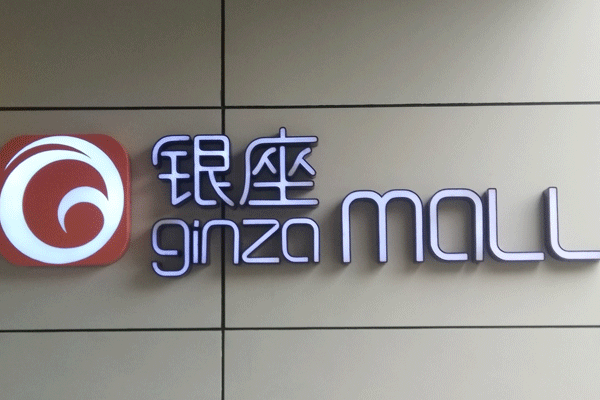 银座
ginza mall